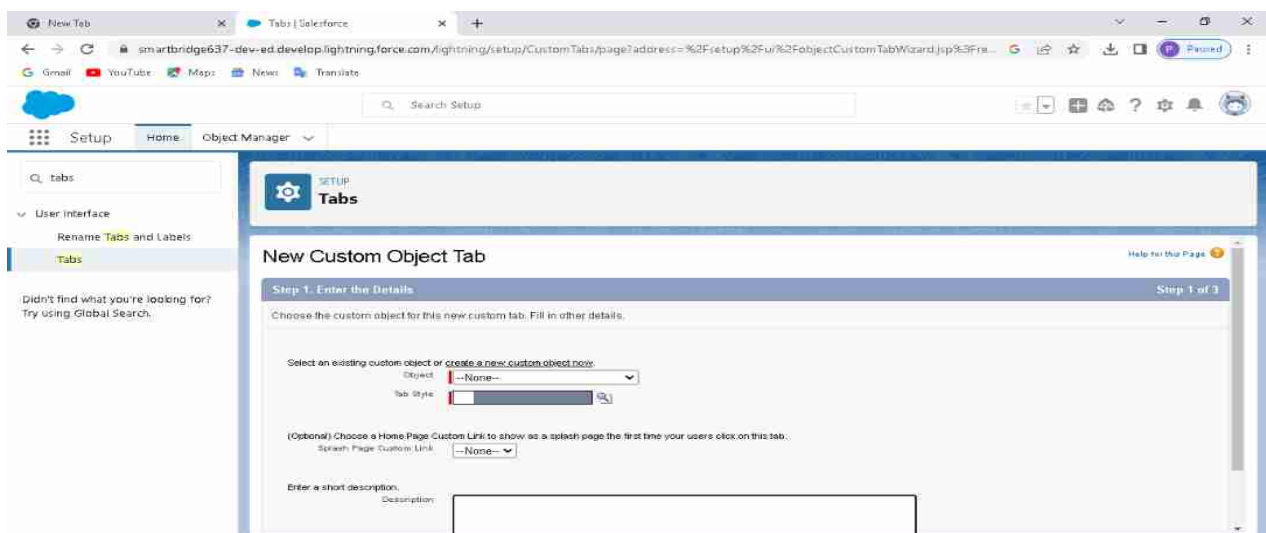 New Tab
Tabs | Salesforce
smartbridge637-dev-ed.develop.lightning.force.com/lightning/setup/CustomTabs/page?address=%2Fsetup%2Fui%2FobjectCustomTabWizard.jsp%3Fre...
P Paused
Gmail YouTube Maps News Translate
Search Setup
Setup Home Object Manager
tabs
SETUP
Tabs
User Interface
Rename Tabs and Labels
Tabs
Didn't find what you're looking for?
Try using Global Search.
New Custom Object Tab
Help for this Page
Step 1. Enter the Details Step 1 of 3
Choose the custom object for this new custom tab. Fill in other details.
Select an existing custom object or create a new custom object now.
Object --None--
Tab Style
(Optional) Choose a Home Page Custom Link to show as a splash page the first time your users click on this tab.
Splash Page Custom Link --None--
Enter a short description.
Description